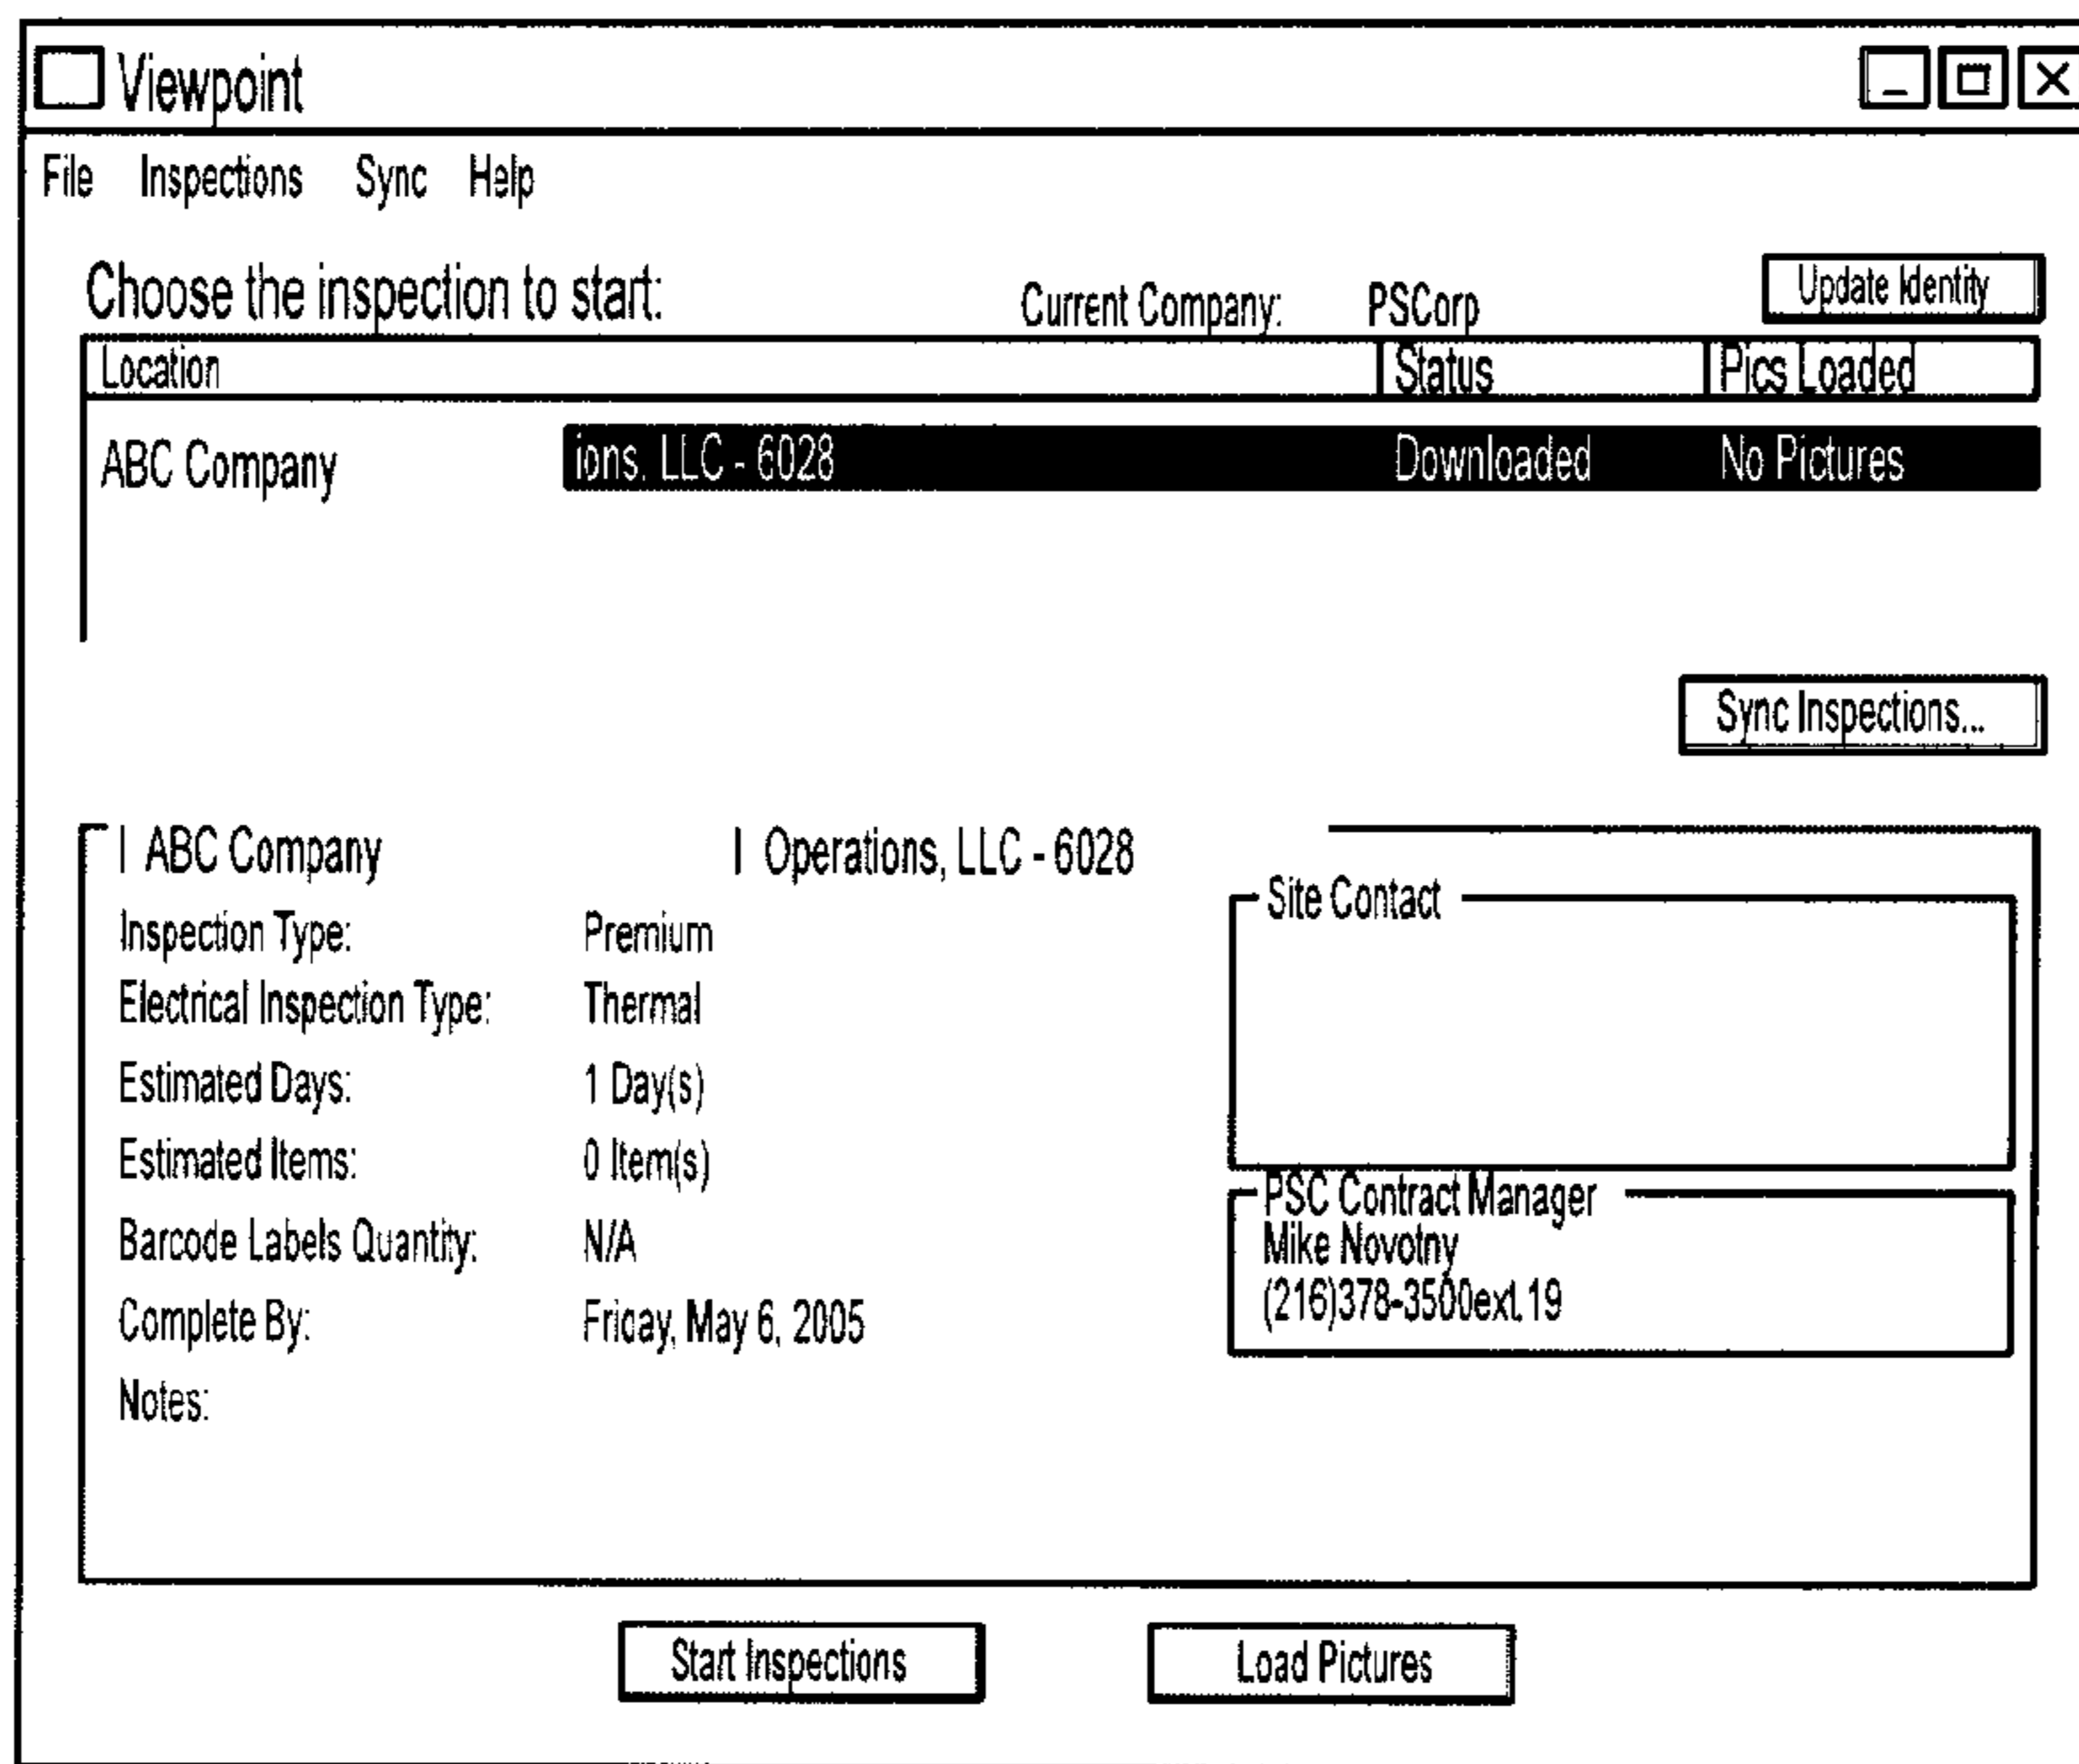 Viewpoint
File Inspections Sync Help
Choose the inspection to start: Current Company: PSCorp Update Identity
Location Status Pics Loaded
ABC Company ions, LLC - 6028 Downloaded No Pictures
Sync Inspections...
ABC Company Operations, LLC - 6028
Site Contact
Inspection Type: Premium
Electrical Inspection Type: Thermal
Estimated Days: 1 Day(s)
Estimated Items: 0 Item(s)
PSC Contract Manager
Mike Novotny
(216)378-3500ext.19
Barcode Labels Quantity: N/A
Complete By: Friday, May 6, 2005
Notes:
Start Inspections Load Pictures